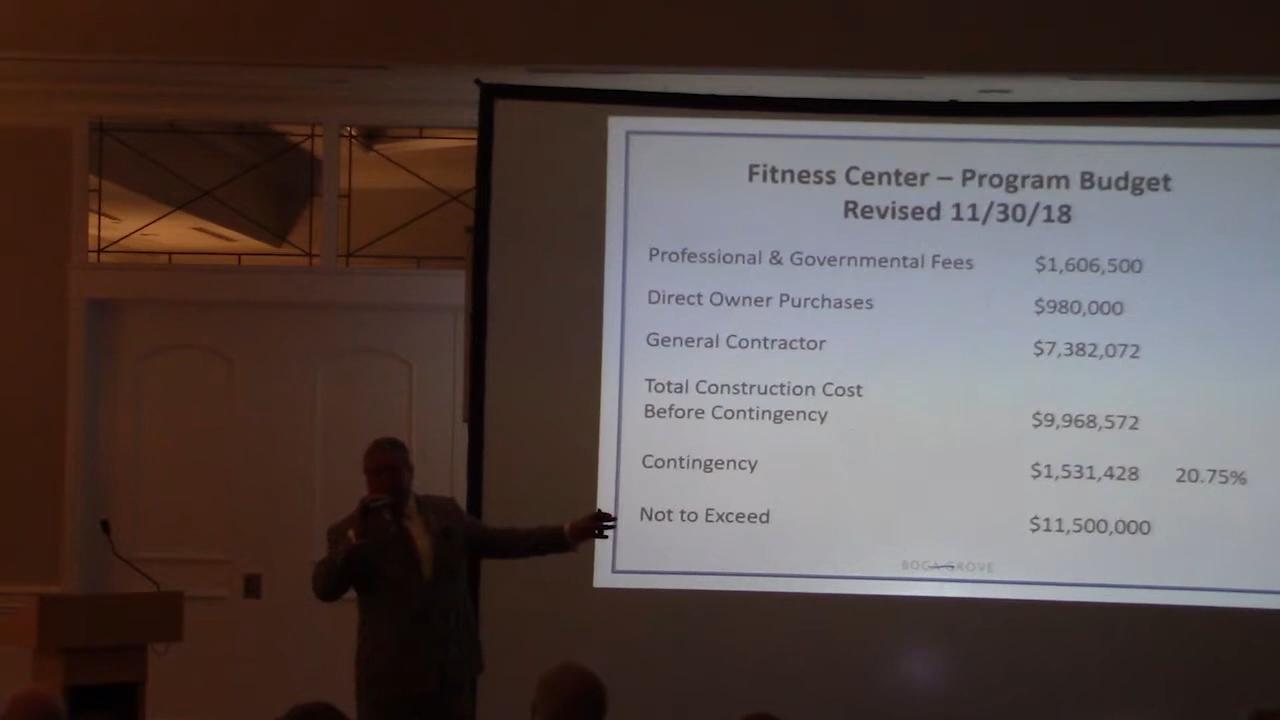 Fitness Center – Program Budget
Revised 11/30/18
Professional & Governmental Fees $1,606,500
Direct Owner Purchases $980,000
General Contractor $7,382,072
Total Construction Cost
Before Contingency $9,968,572
Contingency $1,531,428 20.75%
Not to Exceed $11,500,000
BOCA GROVE